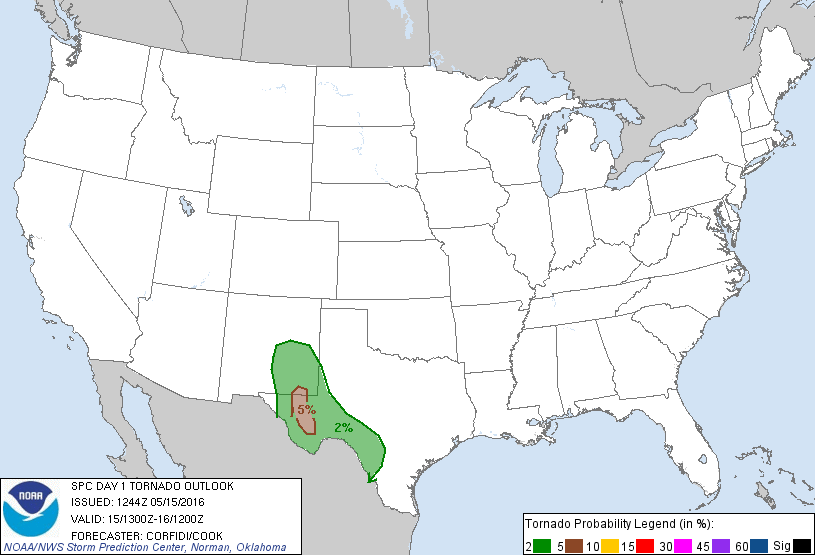 5%
2%
NOAA
SPC DAY 1 TORNADO OUTLOOK
ISSUED: 1244Z 05/15/2016
VALID: 15/1300Z-16/1200Z
FORECASTER: CORFIDI/COOK
NOAA/NWS Storm Prediction Center, Norman, Oklahoma
Tornado Probability Legend (in %):
2 5 10 15 30 45 60 Sig